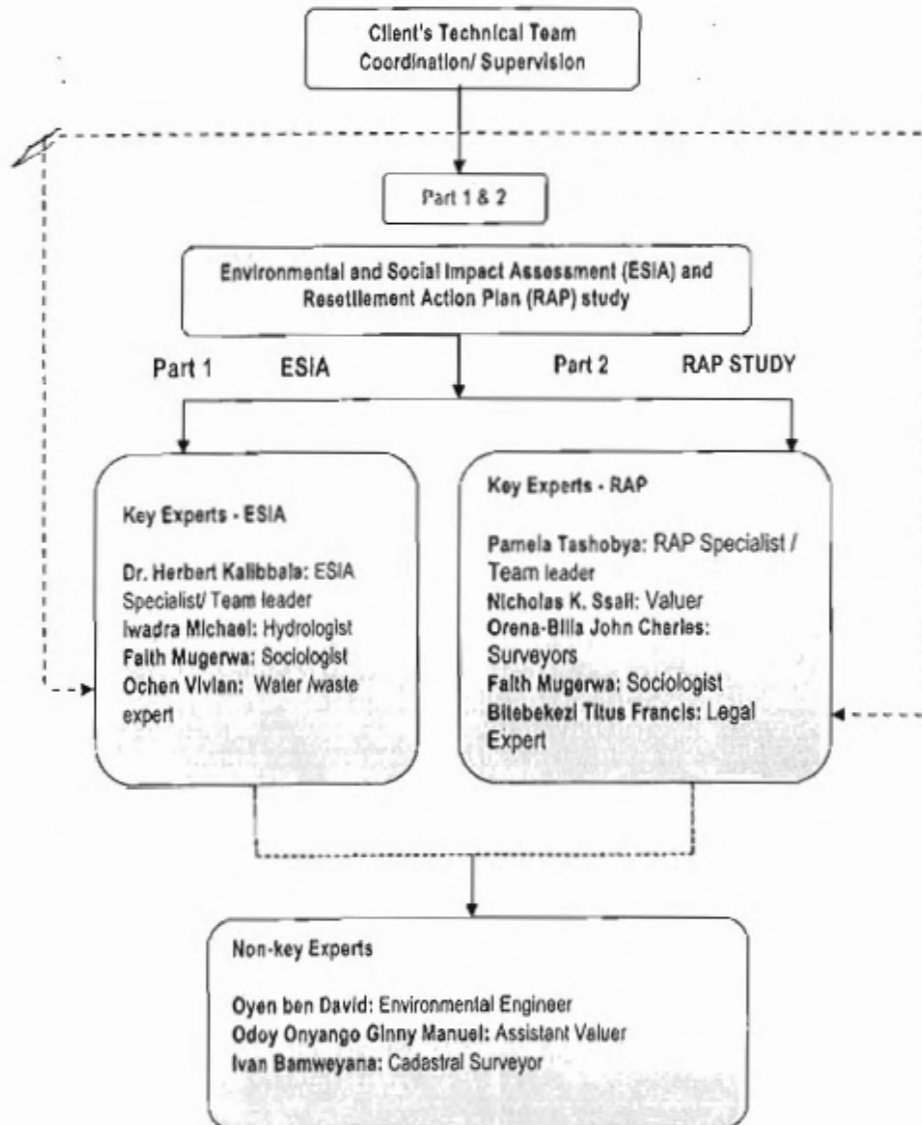 Client's Technical Team
Coordination/ Supervision
Part 1 & 2
Environmental and Social Impact Assessment (ESIA) and
Resettlement Action Plan (RAP) study
Part 1 ESIA Part 2 RAP STUDY
Key Experts - ESIA
Dr. Herbert Kalibbala: ESIA
Specialist/ Team leader
Iwadra Michael: Hydrologist
Faith Mugerwa: Sociologist
Ochen Vivian: Water /waste
expert
Key Experts - RAP
Pamela Tashobya: RAP Specialist /
Team leader
Nicholas K. Ssali: Valuer
Orena-Billa John Charles:
Surveyors
Faith Mugerwa: Sociologist
Bitebekezi Titus Francis: Legal
Expert
Non-key Experts
Oyen ben David: Environmental Engineer
Odoy Onyango Ginny Manuel: Assistant Valuer
Ivan Bamweyana: Cadastral Surveyor